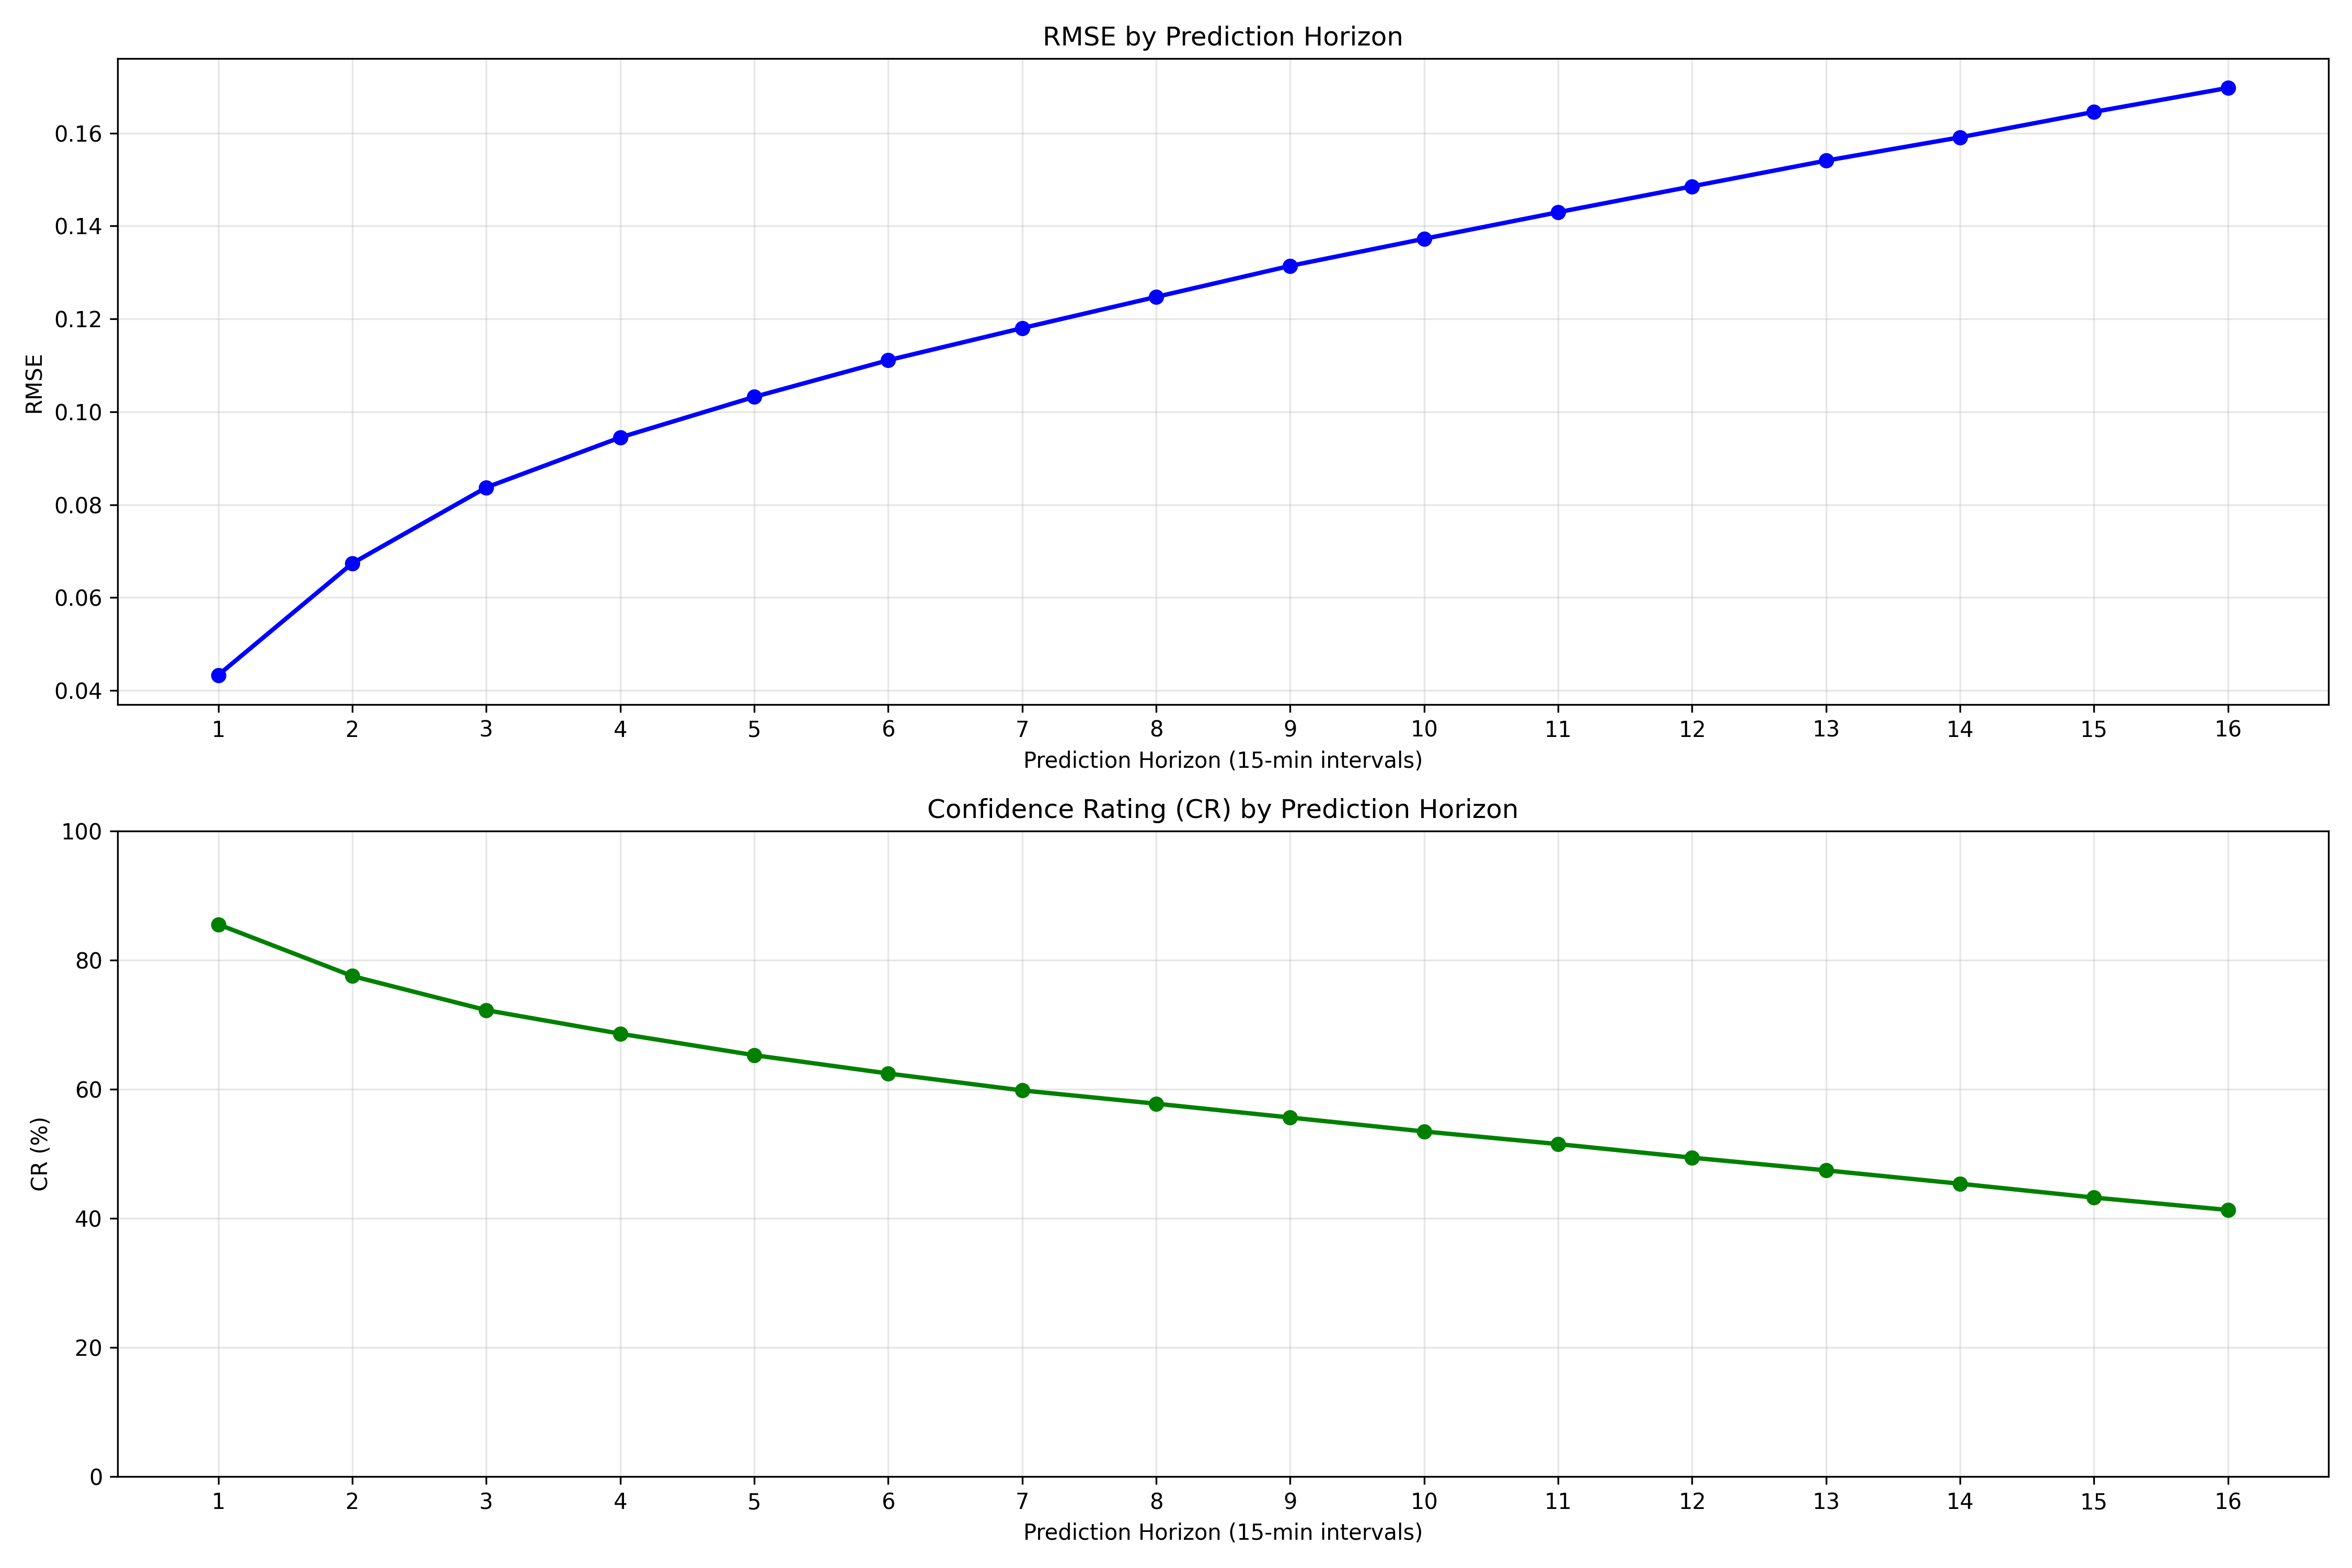 RMSE by Prediction Horizon
RMSE
0.16
0.14
0.12
0.10
0.08
0.06
0.04
1 2 3 4 5 6 7 8 9 10 11 12 13 14 15 16
Prediction Horizon (15-min intervals)
Confidence Rating (CR) by Prediction Horizon
CR (%)
100
80
60
40
20
0
1 2 3 4 5 6 7 8 9 10 11 12 13 14 15 16
Prediction Horizon (15-min intervals)